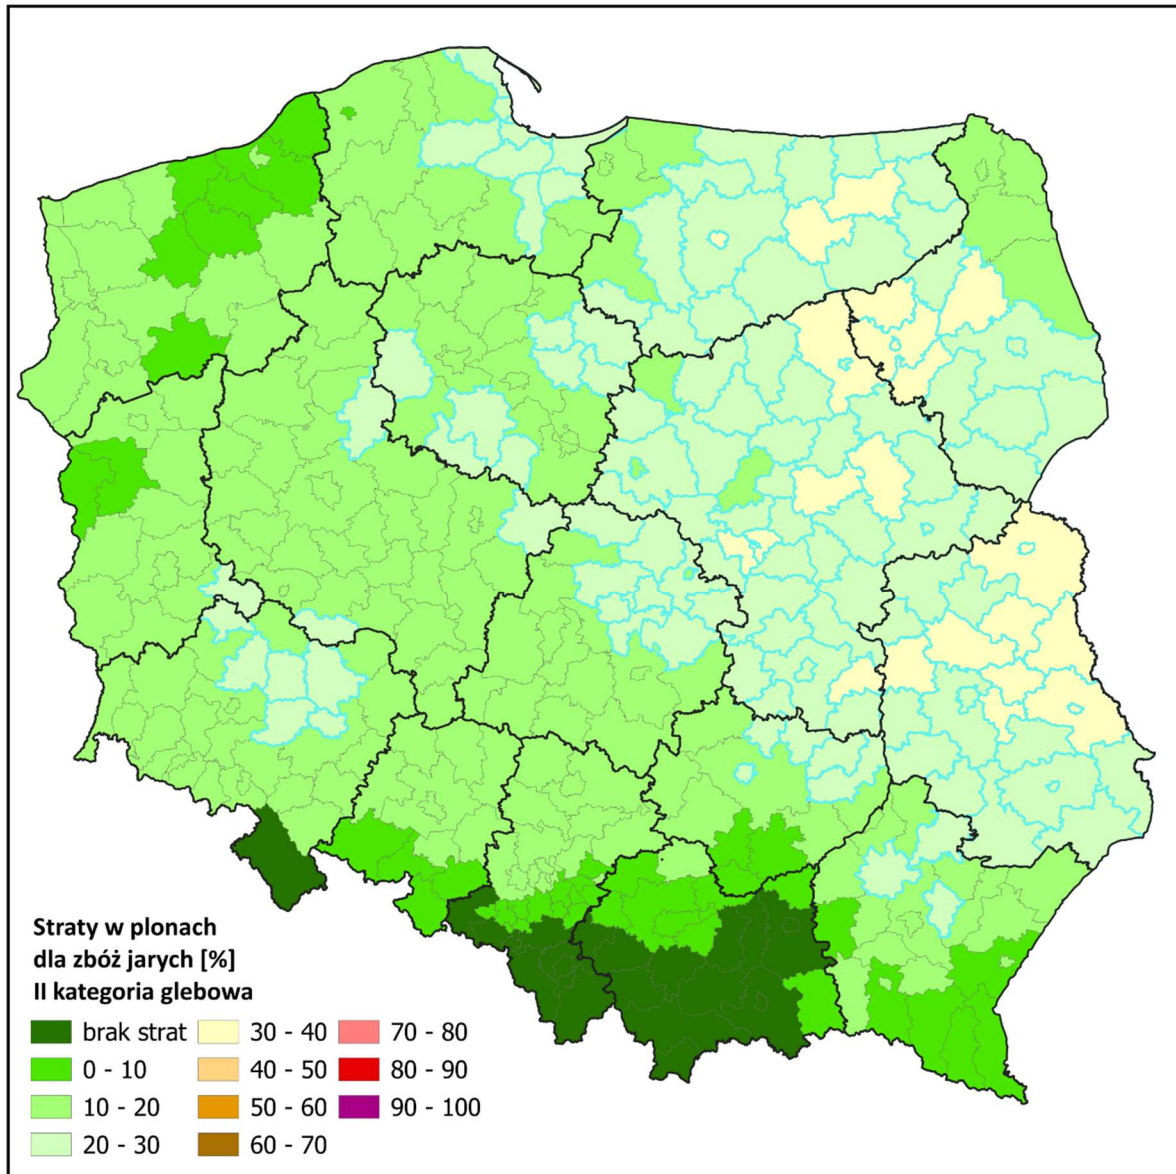 Straty w plonach
dla zbóż jarych [%]
II kategoria glebowa
brak strat
0 - 10
10 - 20
20 - 30
30 - 40
40 - 50
50 - 60
60 - 70
70 - 80
80 - 90
90 - 100